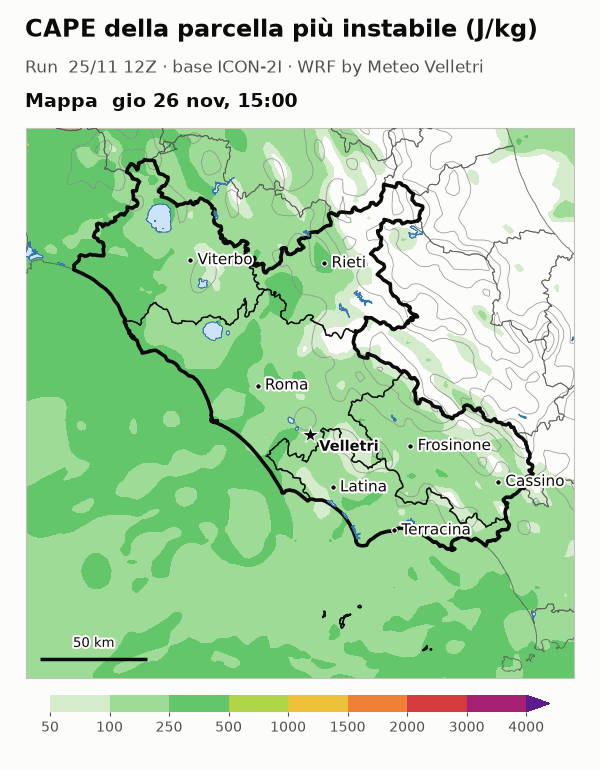 CAPE della parcella più instabile (J/kg)
Run  25/11 12Z · base ICON-2I · WRF by Meteo Velletri
Mappa  gio 26 nov, 15:00
Viterbo
Rieti
Roma
Velletri
Frosinone
Cassino
Latina
Terracina
50 km
50 100 250 500 1000 1500 2000 3000 4000